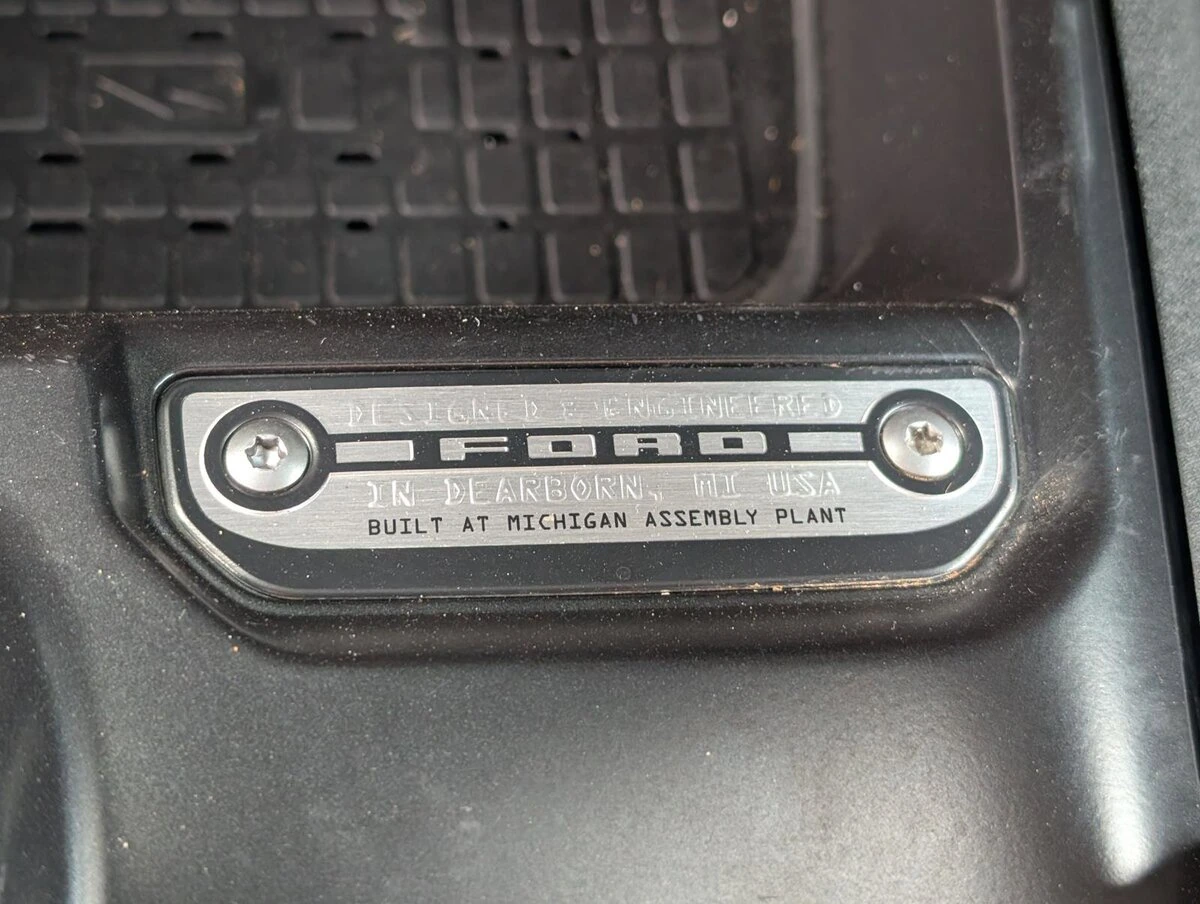 DESIGNED & ENGINEERED
FORD
IN DEARBORN, MI USA
BUILT AT MICHIGAN ASSEMBLY PLANT